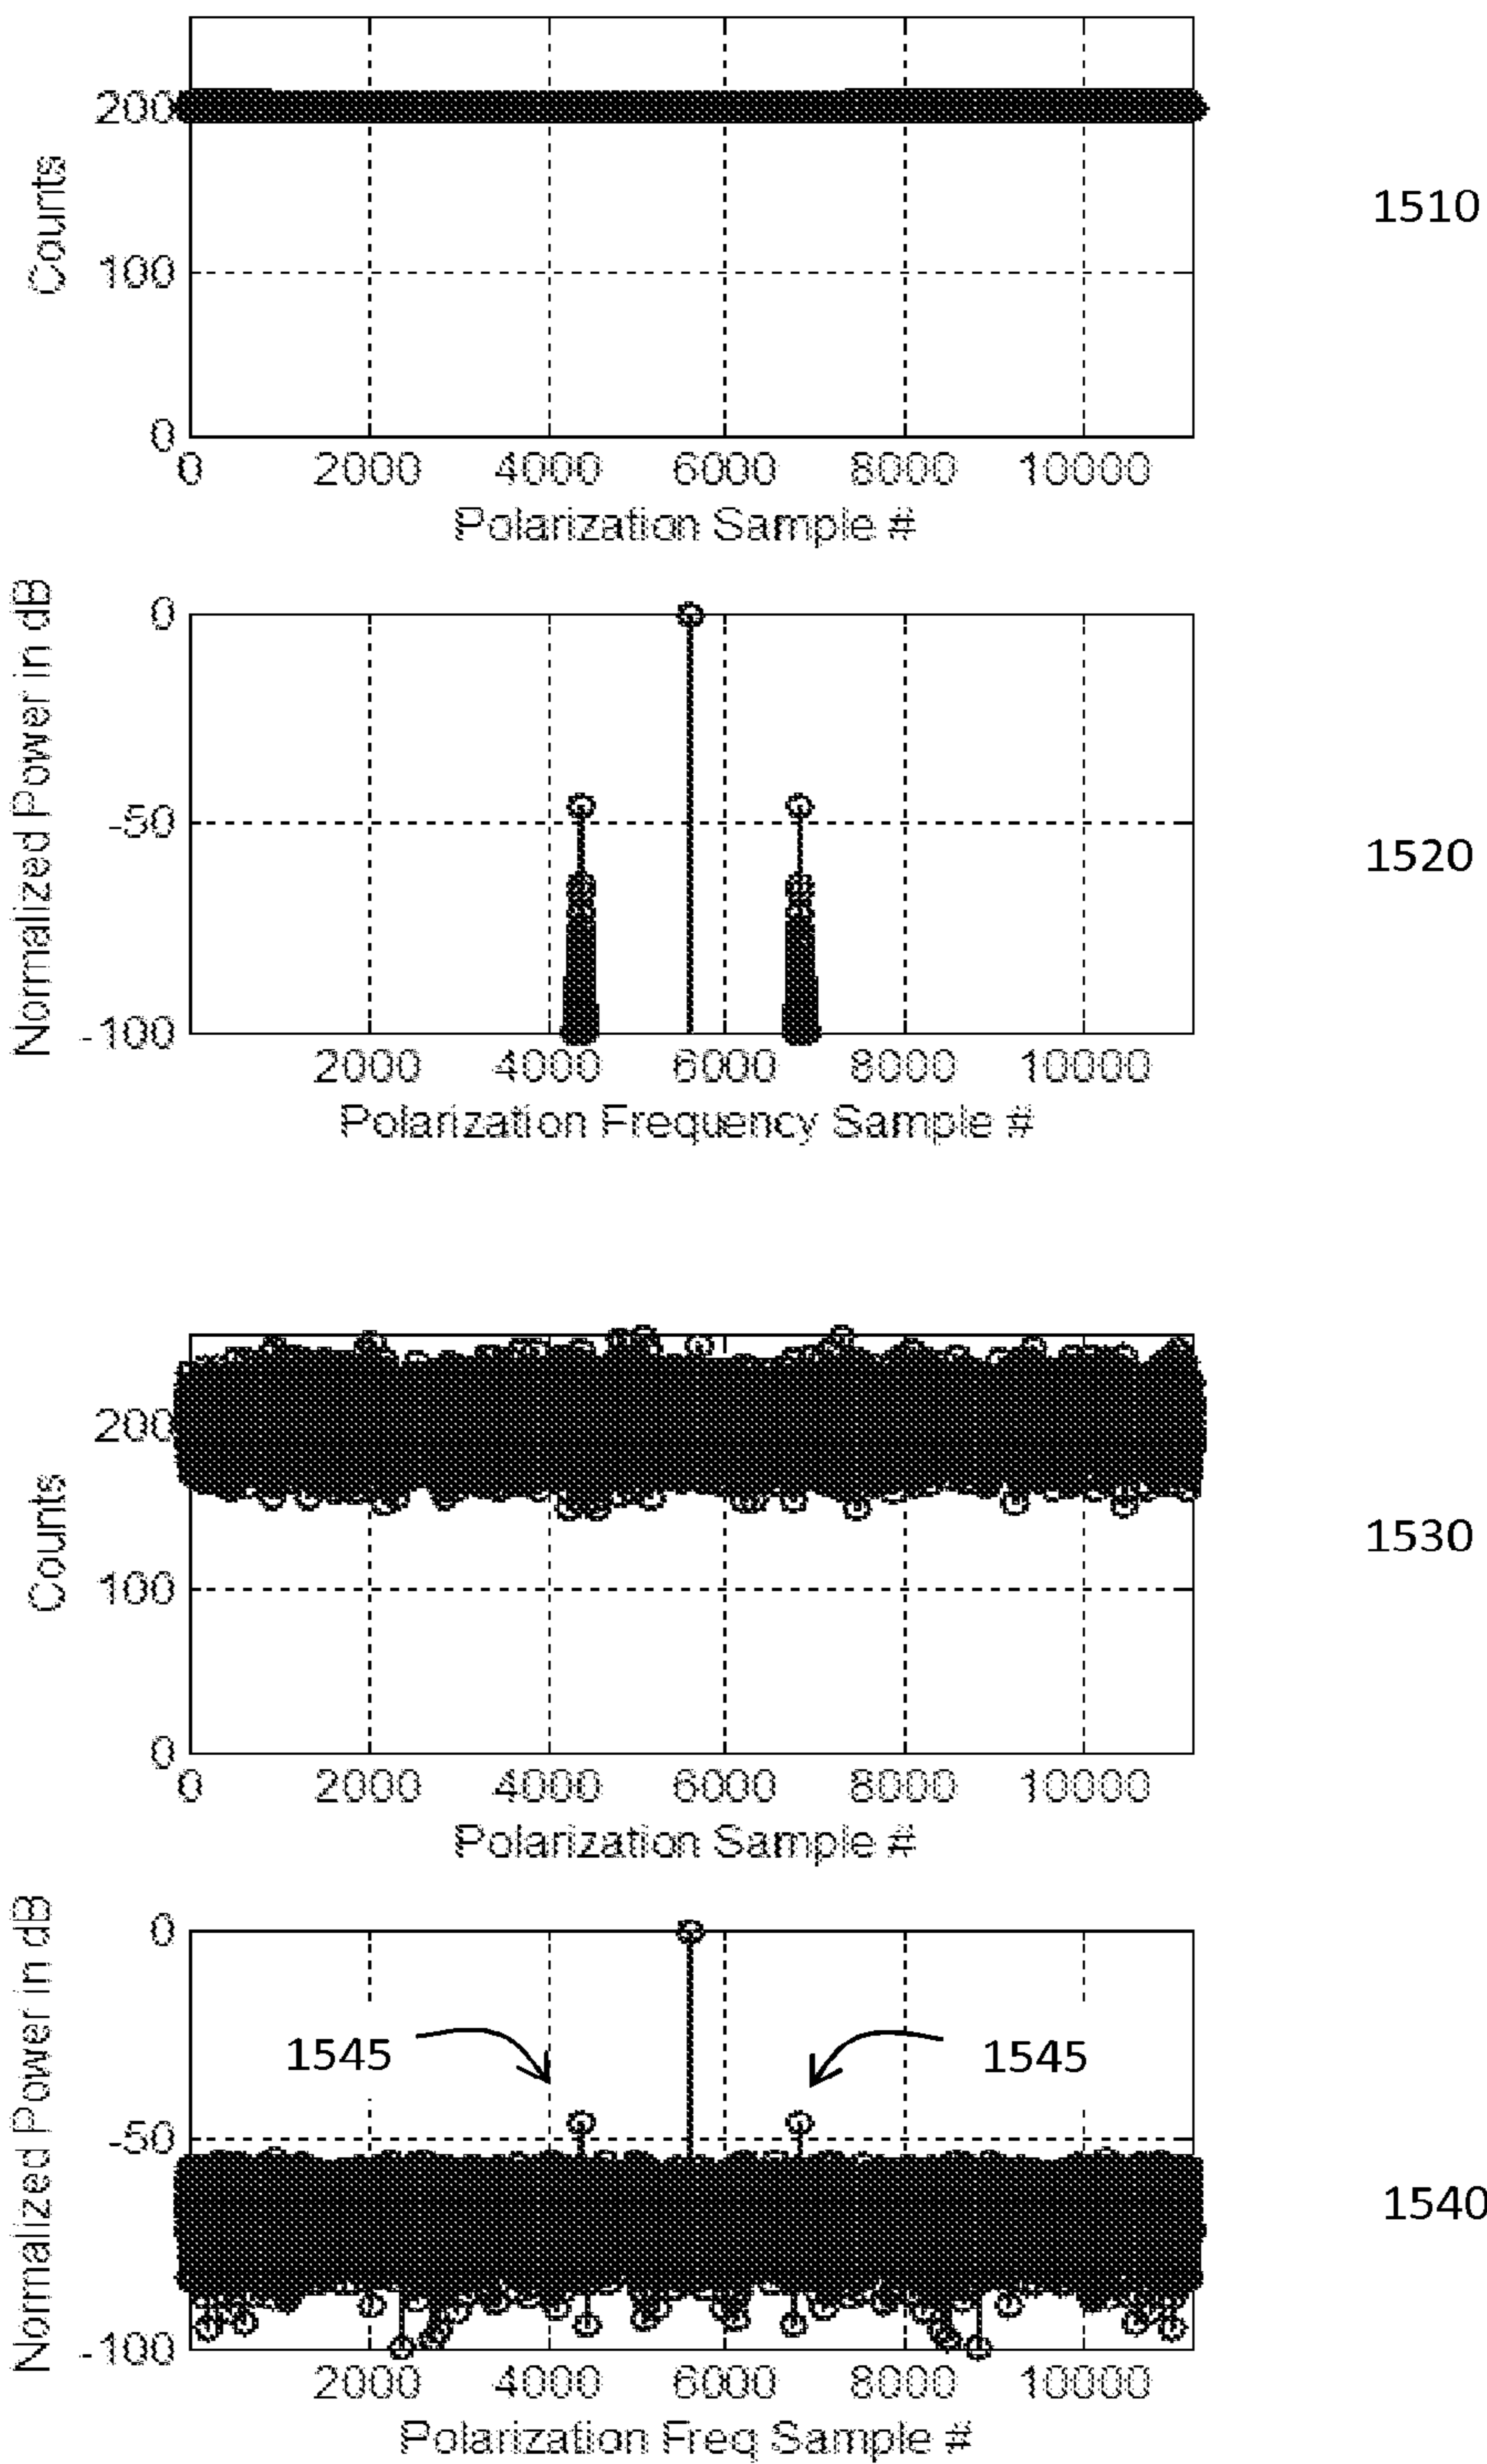 200
100
0
Counts
0 2000 4000 6000 8000 10000
Polarization Sample #
1510
0
-50
-100
Normalized Power in dB
2000 4000 6000 8000 10000
Polarization Frequency Sample #
1520
200
100
0
Counts
0 2000 4000 6000 8000 10000
Polarization Sample #
1530
0
-50
-100
Normalized Power in dB
1545
1545
2000 4000 6000 8000 10000
Polarization Freq Sample #
1540